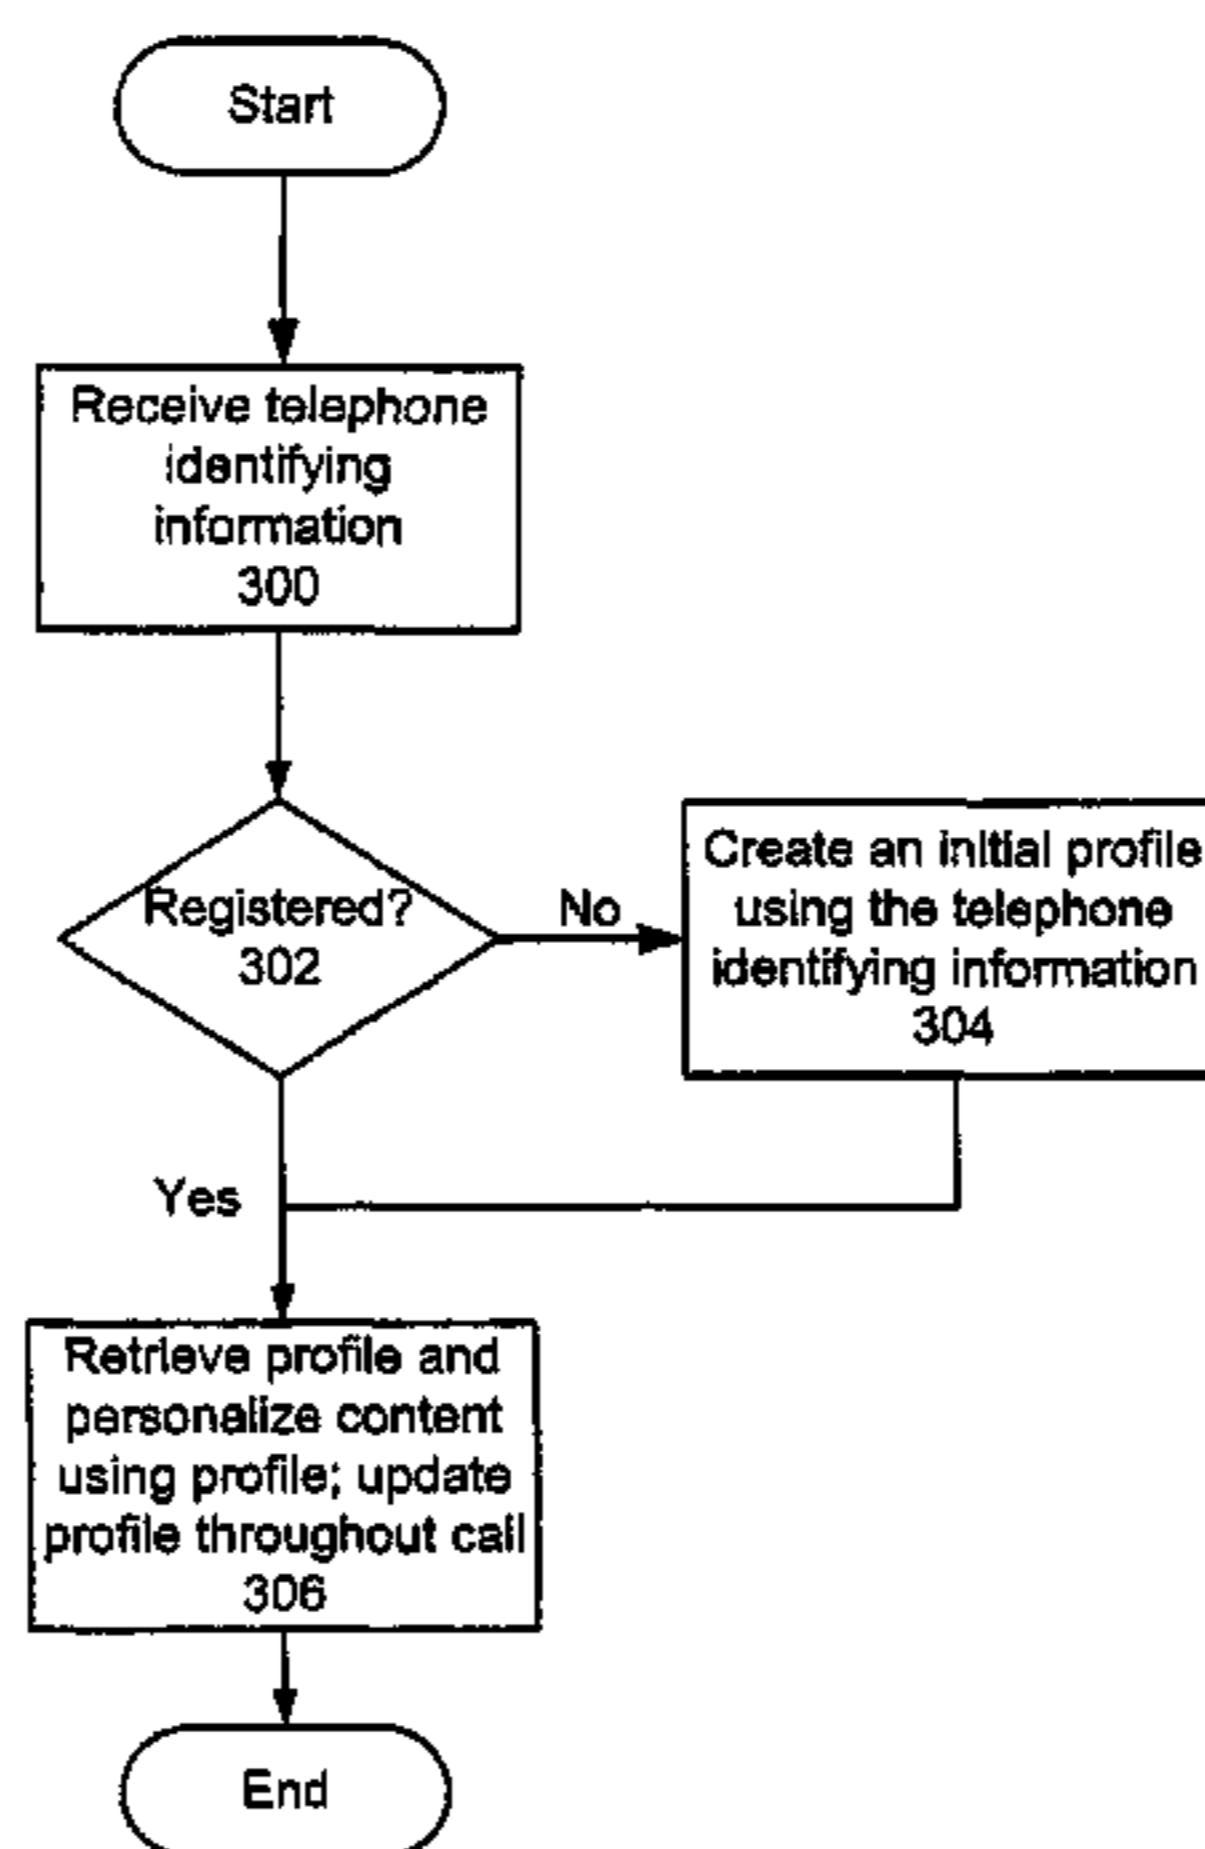 Start
Receive telephone
identifying
information
300
Registered?
302
No
Create an initial profile
using the telephone
identifying information
304
Yes
Retrieve profile and
personalize content
using profile; update
profile throughout call
306
End